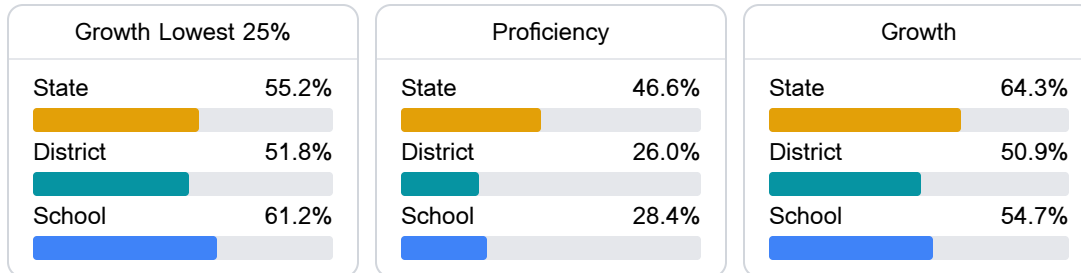 Growth Lowest 25%
State 55.2%
District 51.8%
School 61.2%
Proficiency
State 46.6%
District 26.0%
School 28.4%
Growth
State 64.3%
District 50.9%
School 54.7%